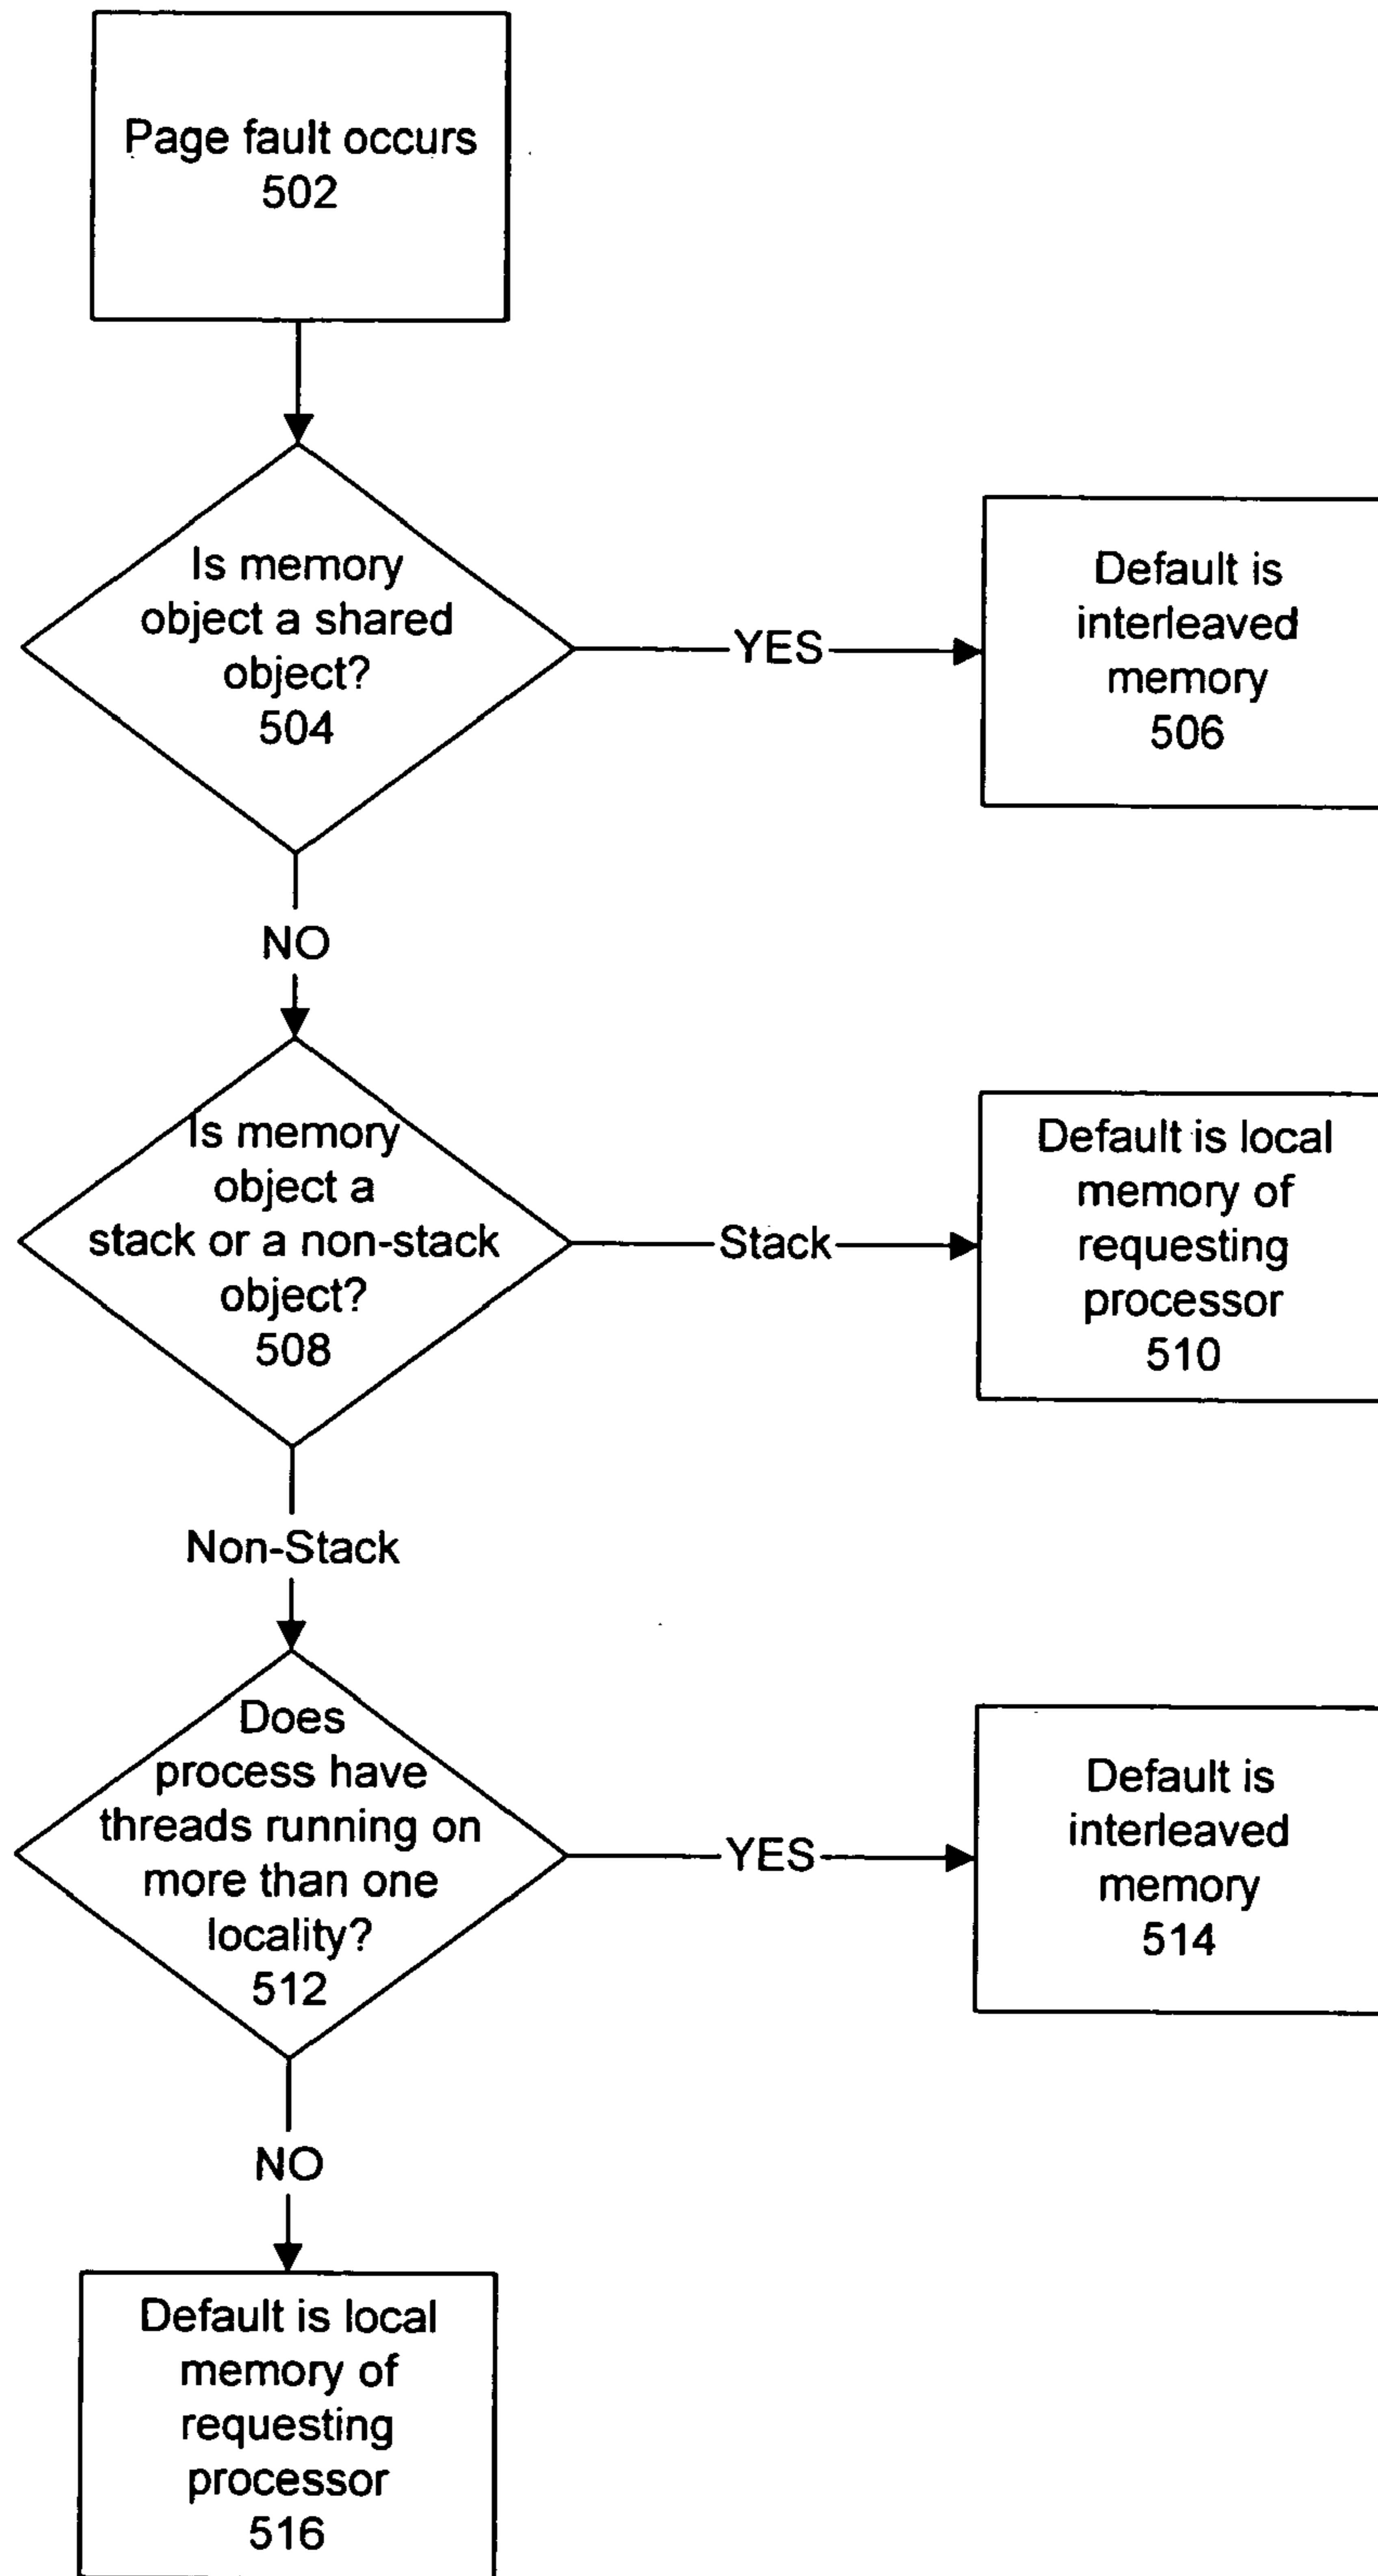 Page fault occurs
502
Is memory
object a shared
object?
504
YES
Default is
interleaved
memory
506
NO
Is memory
object a
stack or a non-stack
object?
508
Stack
Default is local
memory of
requesting
processor
510
Non-Stack
Does
process have
threads running on
more than one
locality?
512
YES
Default is
interleaved
memory
514
NO
Default is local
memory of
requesting
processor
516